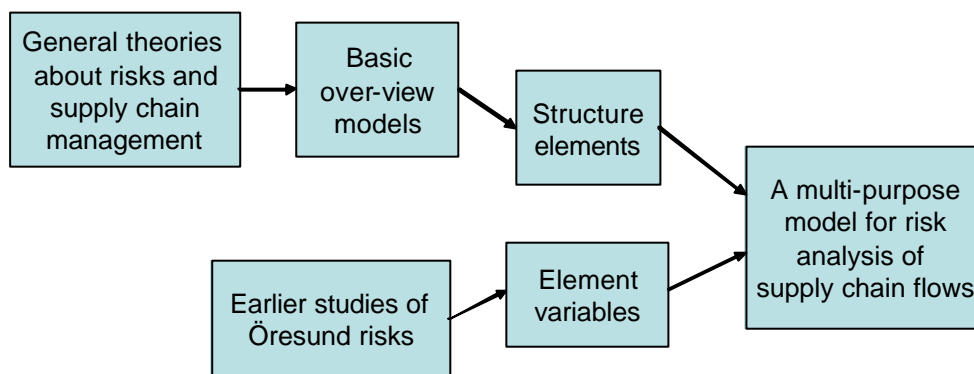 General theories
about risks and
supply chain
management
Basic
over-view
models
Structure
elements
A multi-purpose
model for risk
analysis of
supply chain flows
Earlier studies of
Öresund risks
Element
variables